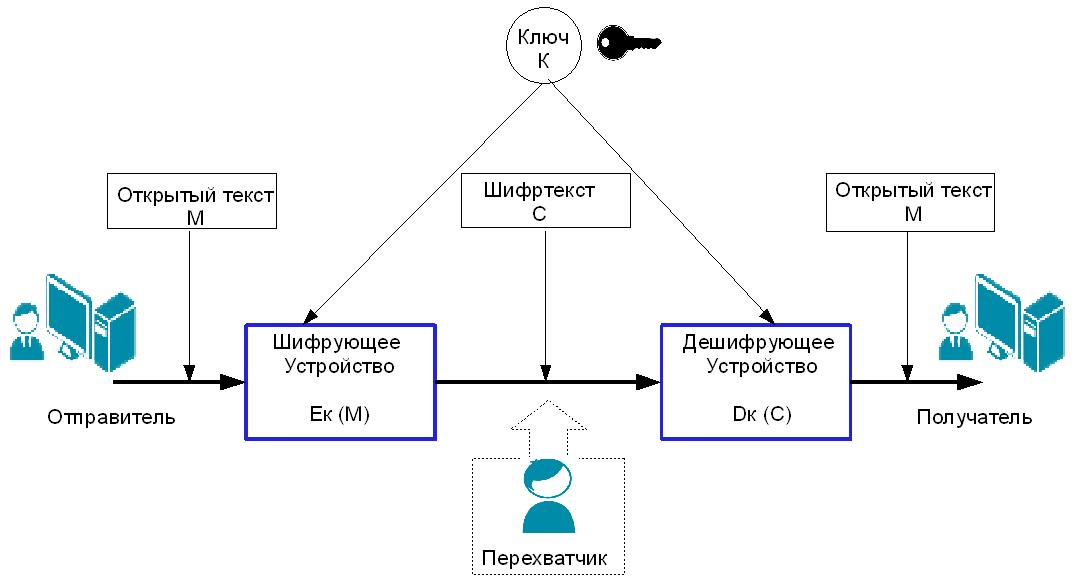 Ключ
К
Открытый текст
М
Шифртекст
С
Открытый текст
М
Шифрующее
Устройство
Ек (М)
Дешифрующее
Устройство
Dк (С)
Отправитель
Получатель
Перехватчик